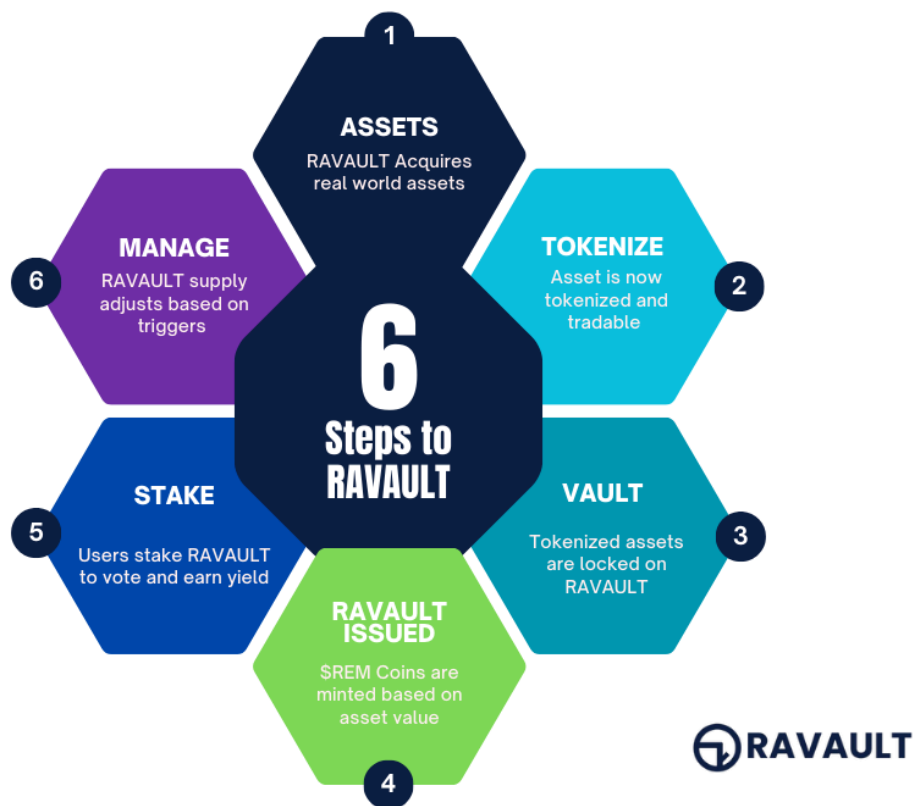 1
ASSETS
RAVAULT Acquires
real world assets
TOKENIZE
Asset is now
tokenized and
tradable
2
VAULT
Tokenized assets
are locked on
RAVAULT
3
RAVAULT
ISSUED
$REM Coins are
minted based on
asset value
4
STAKE
Users stake RAVAULT
to vote and earn yield
5
MANAGE
RAVAULT supply
adjusts based on
triggers
6
6
Steps to
RAVAULT
RAVAULT